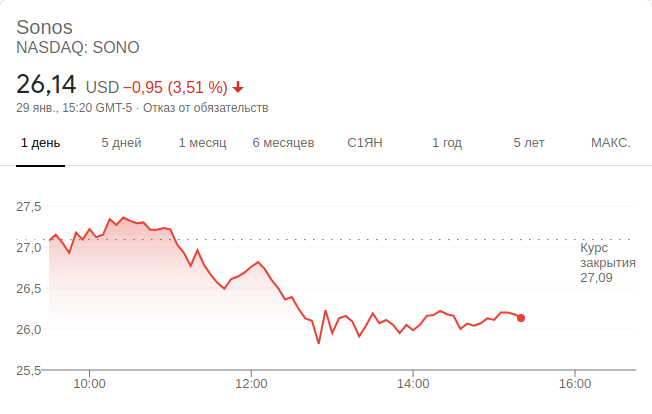 Sonos
NASDAQ: SONO
26,14 USD −0,95 (3,51 %)
29 янв., 15:20 GMT-5 · Отказ от обязательств
1 день 5 дней 1 месяц 6 месяцев С1ЯН 1 год 5 лет МАКС.
27,5
27,0
26,5
26,0
25,5
Курс
закрытия
27,09
10:00 12:00 14:00 16:00